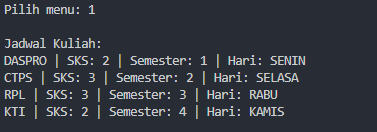 Pilih menu: 1
Jadwal Kuliah:
DASPRO | SKS: 2 | Semester: 1 | Hari: SENIN
CTPS | SKS: 3 | Semester: 2 | Hari: SELASA
RPL | SKS: 3 | Semester: 3 | Hari: RABU
KTI | SKS: 2 | Semester: 4 | Hari: KAMIS